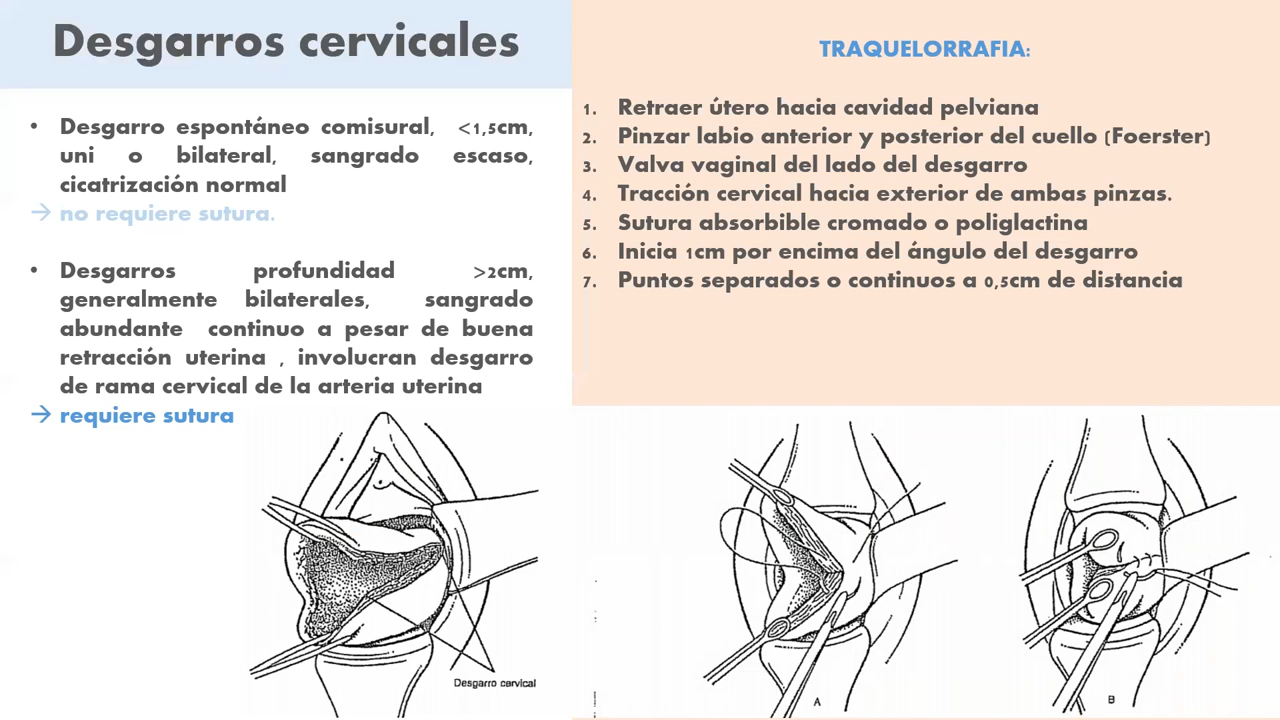 Desgarros cervicales
• Desgarro espontáneo comisural, <1,5cm,
uni o bilateral, sangrado escaso,
cicatrización normal
→ no requiere sutura.
• Desgarros profundidad >2cm,
generalmente bilaterales, sangrado
abundante continuo a pesar de buena
retracción uterina , involucran desgarro
de rama cervical de la arteria uterina
→ requiere sutura
Desgarro cervical
TRAQUELORRAFIA:
1. Retraer útero hacia cavidad pelviana
2. Pinzar labio anterior y posterior del cuello (Foerster)
3. Valva vaginal del lado del desgarro
4. Tracción cervical hacia exterior de ambas pinzas.
5. Sutura absorbible cromado o poliglactina
6. Inicia 1cm por encima del ángulo del desgarro
7. Puntos separados o continuos a 0,5cm de distancia
A
B